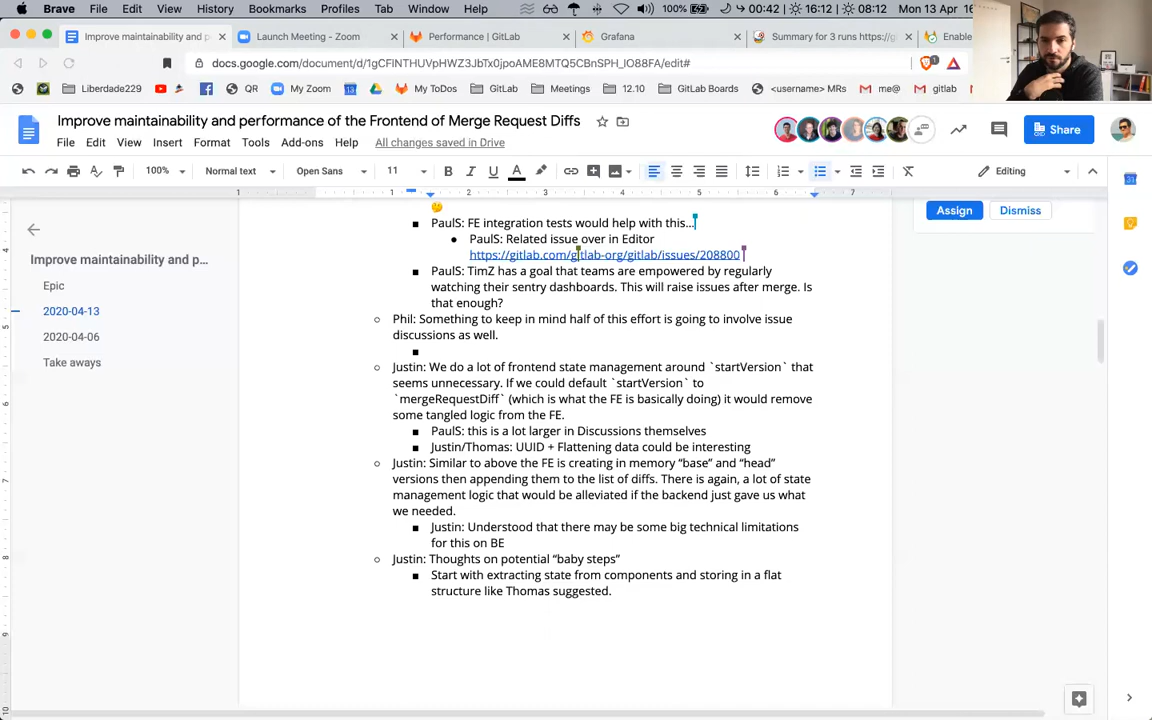 Brave File Edit View History Bookmarks Profiles Tab Window Help 100% 00:42 16:12 08:12 Mon 13 Apr 16
Improve maintainability and p
Launch Meeting - Zoom
Performance | GitLab
Grafana
Summary for 3 runs https://g
Enable
docs.google.com/document/d/1gCFINTHUVpHWZ3JbTx0jpoAME8MTQ5CBnSPH_lO88FA/edit#
1
Liberdade229 QR My Zoom My ToDos GitLab Meetings 12.10 GitLab Boards <username> MRs me@ gitlab
Improve maintainability and performance of the Frontend of Merge Request Diffs
Share
File Edit View Insert Format Tools Add-ons Help All changes saved in Drive
100% Normal text Open Sans 11 B I U A Editing
1 1 2 3 4 5 6 7
Assign Dismiss
Improve maintainability and p...
Epic
2020-04-13
2020-04-06
Take aways
PaulS: FE integration tests would help with this...
PaulS: Related issue over in Editor
https://gitlab.com/gitlab-org/gitlab/issues/208800
PaulS: TimZ has a goal that teams are empowered by regularly
watching their sentry dashboards. This will raise issues after merge. Is
that enough?
Phil: Something to keep in mind half of this effort is going to involve issue
discussions as well.
Justin: We do a lot of frontend state management around `startVersion` that
seems unnecessary. If we could default `startVersion` to
`mergeRequestDiff` (which is what the FE is basically doing) it would remove
some tangled logic from the FE.
PaulS: this is a lot larger in Discussions themselves
Justin/Thomas: UUID + Flattening data could be interesting
Justin: Similar to above the FE is creating in memory “base” and “head”
versions then appending them to the list of diffs. There is again, a lot of state
management logic that would be alleviated if the backend just gave us what
we needed.
Justin: Understood that there may be some big technical limitations
for this on BE
Justin: Thoughts on potential “baby steps”
Start with extracting state from components and storing in a flat
structure like Thomas suggested.